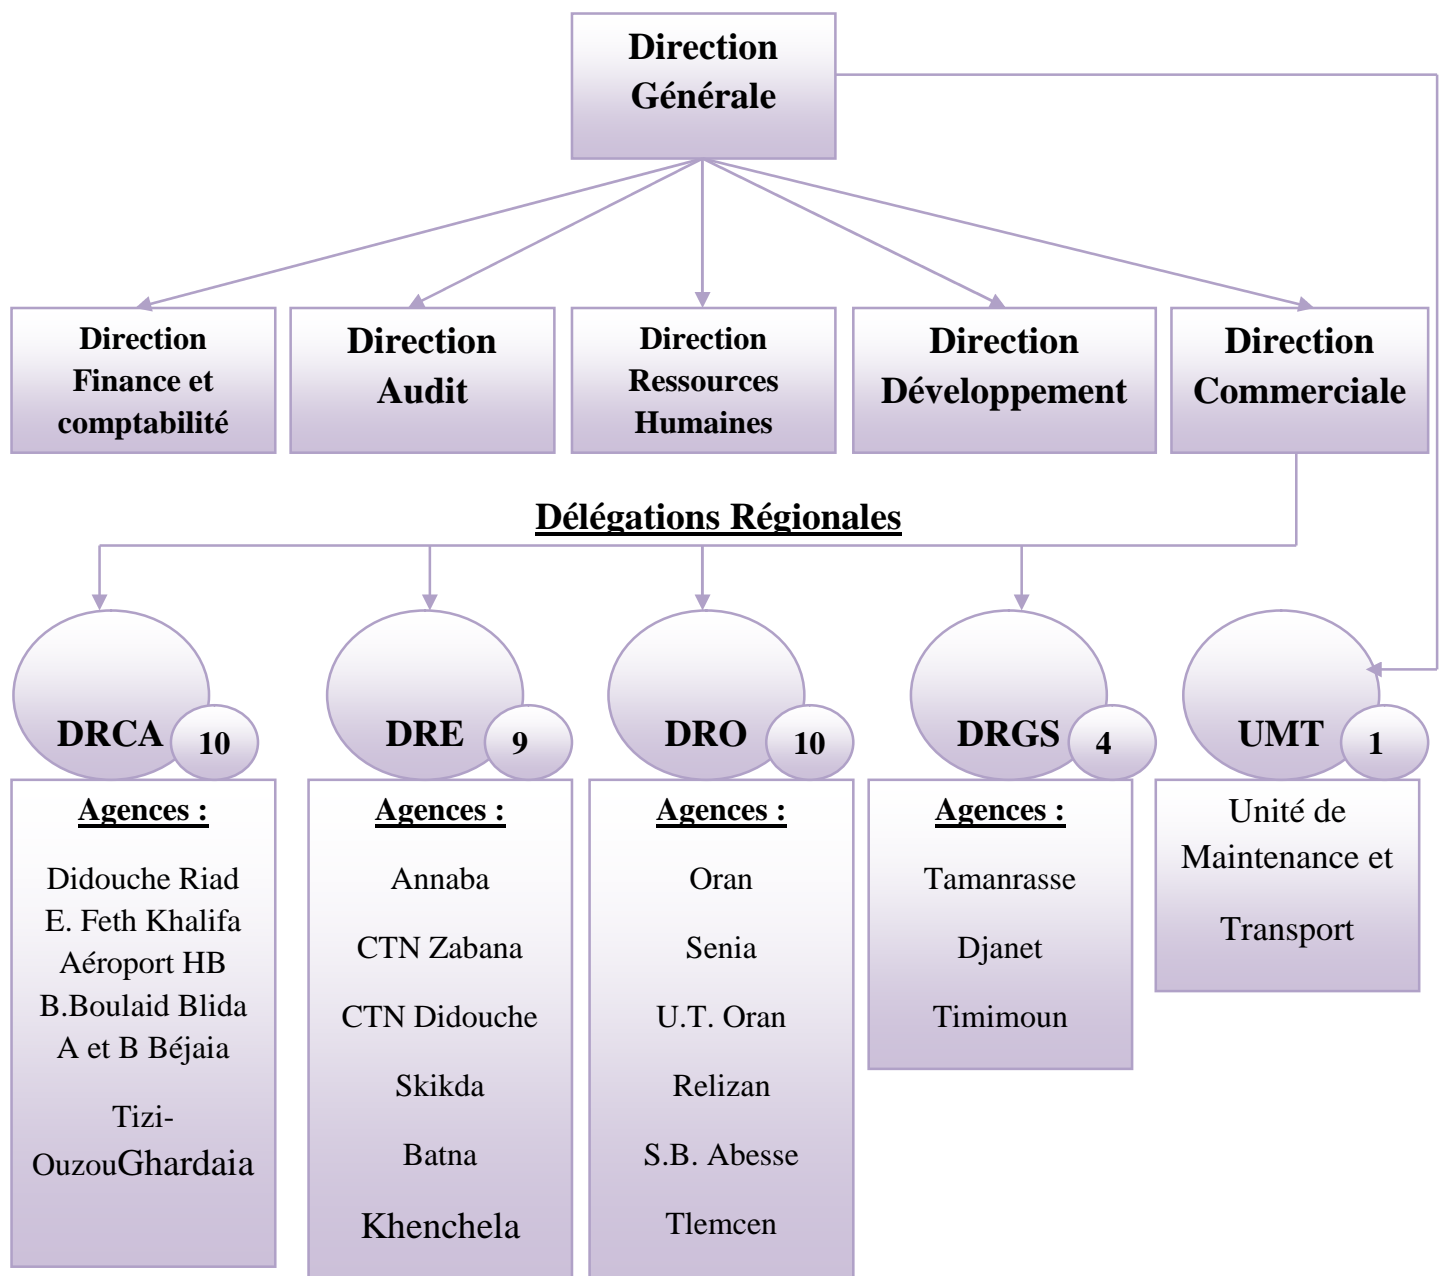 Direction
Générale
Direction
Finance et
comptabilité
Direction
Audit
Direction
Ressources
Humaines
Direction
Développement
Direction
Commerciale
Délégations Régionales
DRCA
10
DRE
9
DRO
10
DRGS
4
UMT
1
Agences :
Didouche Riad
E. Feth Khalifa
Aéroport HB
B.Boulaid Blida
A et B Béjaia
Tizi-
OuzouGhardaia
Agences :
Annaba
CTN Zabana
CTN Didouche
Skikda
Batna
Khenchela
Agences :
Oran
Senia
U.T. Oran
Relizan
S.B. Abesse
Tlemcen
Agences :
Tamanrasse
Djanet
Timimoun
Unité de
Maintenance et
Transport